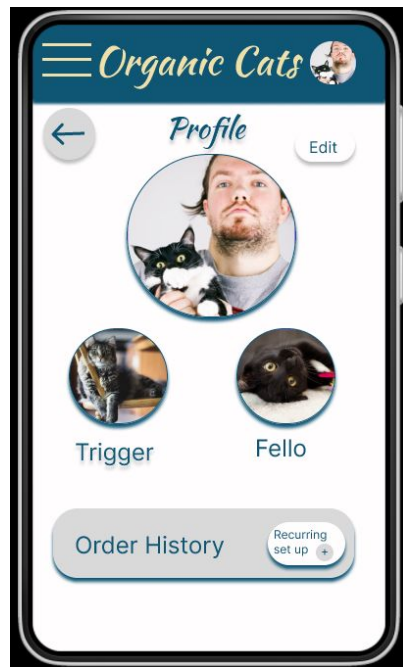 Organic Cats
Profile
Edit
Trigger
Fello
Order History
Recurring
set up +